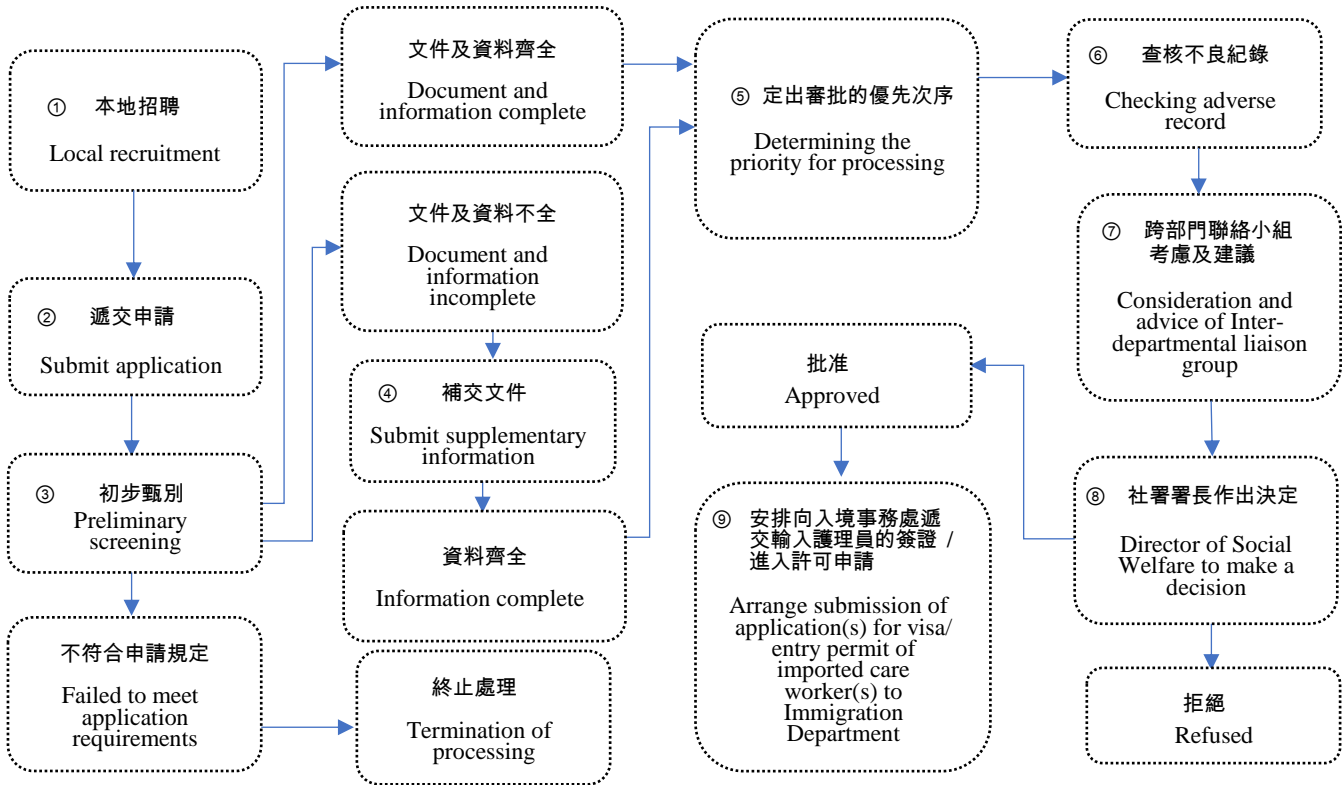 ① 本地招聘
Local recruitment
② 遞交申請
Submit application
③ 初步甄別
Preliminary
screening
不符合申請規定
Failed to meet
application
requirements
文件及資料齊全
Document and
information complete
文件及資料不全
Document and
information
incomplete
④ 補交文件
Submit supplementary
information
資料齊全
Information complete
終止處理
Termination of
processing
⑤ 定出審批的優先次序
Determining the
priority for processing
⑥ 查核不良紀錄
Checking adverse
record
⑦ 跨部門聯絡小組
考慮及建議
Consideration and
advice of Inter-
departmental liaison
group
⑧ 社署署長作出決定
Director of Social
Welfare to make a
decision
批准
Approved
⑨ 安排向入境事務處遞
交輸入護理員的簽證 /
進入許可申請
Arrange submission of
application(s) for visa/
entry permit of
imported care
worker(s) to
Immigration
Department
拒絕
Refused